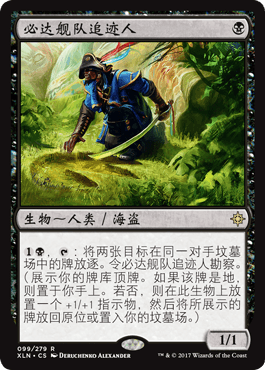 必达舰队追迹人
生物~人类/海盗
1,:将两张目标在同一对手坟墓
场中的牌放逐。令必达舰队追迹人勘察。
(展示你的牌库顶牌。如果该牌是地,
则置于你手上。若否,则在此生物上放
置一个+1/+1指示物,然后将所展示的
牌放回原位或置入你的坟墓场。)
1/1
099/279 R
XLN • CS DERUCHENKO ALEXANDER
™ & © 2017 Wizards of the Coast